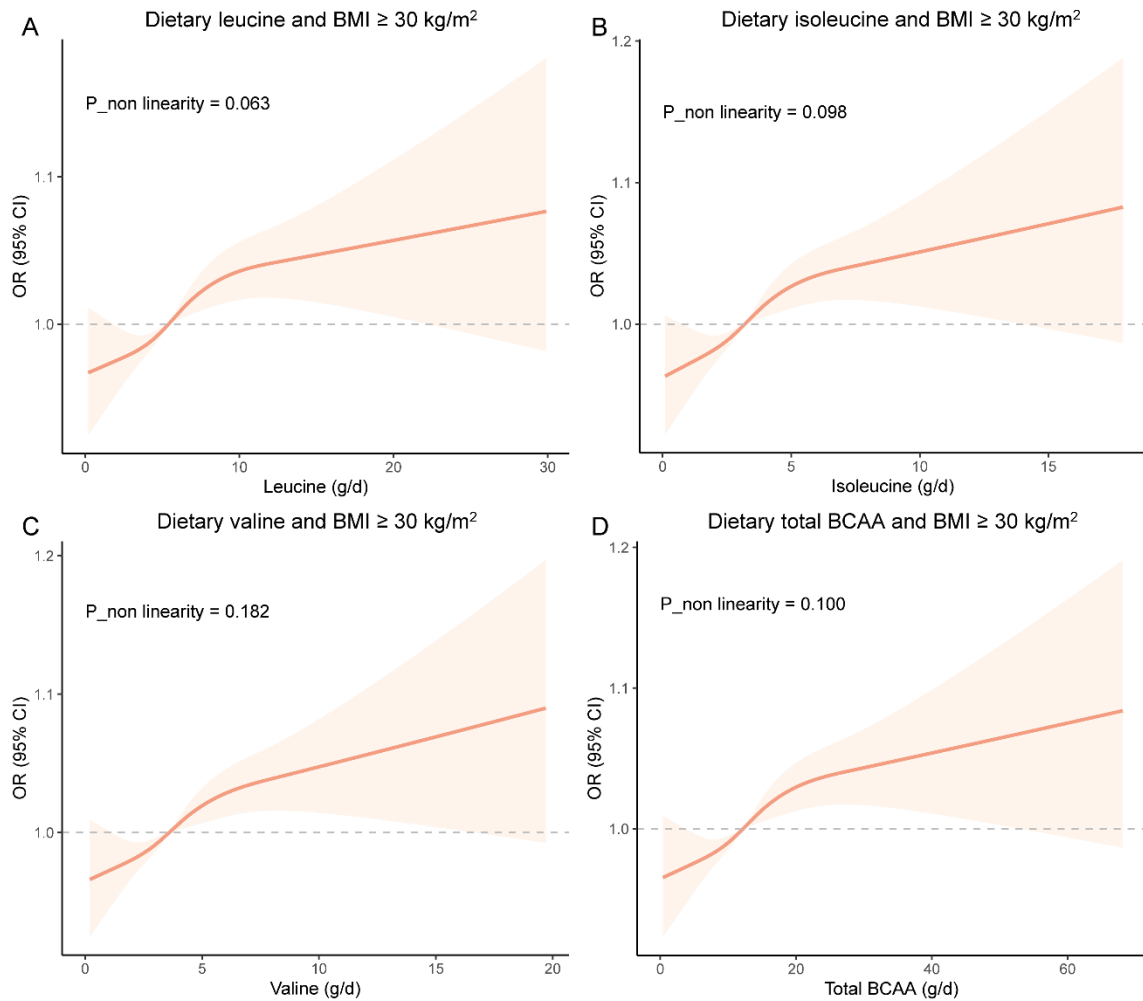 A
Dietary leucine and BMI ≥ 30 kg/m²
P_non linearity = 0.063
OR (95% CI)
1.1
1.0
0
10
20
30
Leucine (g/d)
B
Dietary isoleucine and BMI ≥ 30 kg/m²
P_non linearity = 0.098
OR (95% CI)
1.2
1.1
1.0
0
5
10
15
Isoleucine (g/d)
C
Dietary valine and BMI ≥ 30 kg/m²
P_non linearity = 0.182
OR (95% CI)
1.2
1.1
1.0
0
5
10
15
20
Valine (g/d)
D
Dietary total BCAA and BMI ≥ 30 kg/m²
P_non linearity = 0.100
OR (95% CI)
1.2
1.1
1.0
0
20
40
60
Total BCAA (g/d)